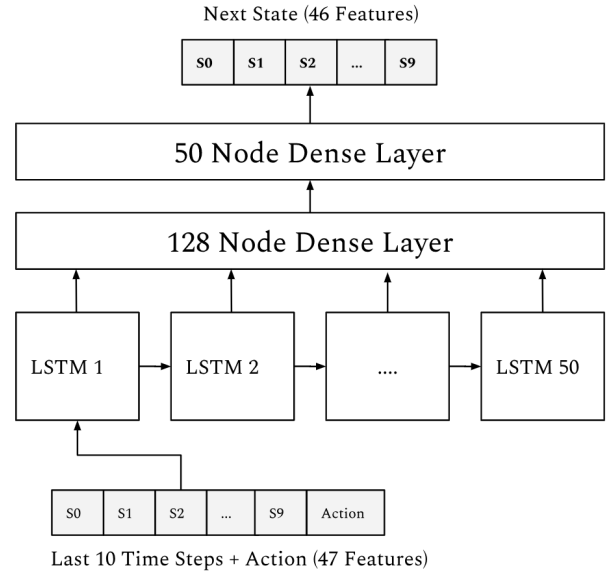 Next State (46 Features)
S0 S1 S2 ... S9
50 Node Dense Layer
128 Node Dense Layer
LSTM 1 LSTM 2 .... LSTM 50
S0 S1 S2 ... S9 Action
Last 10 Time Steps + Action (47 Features)